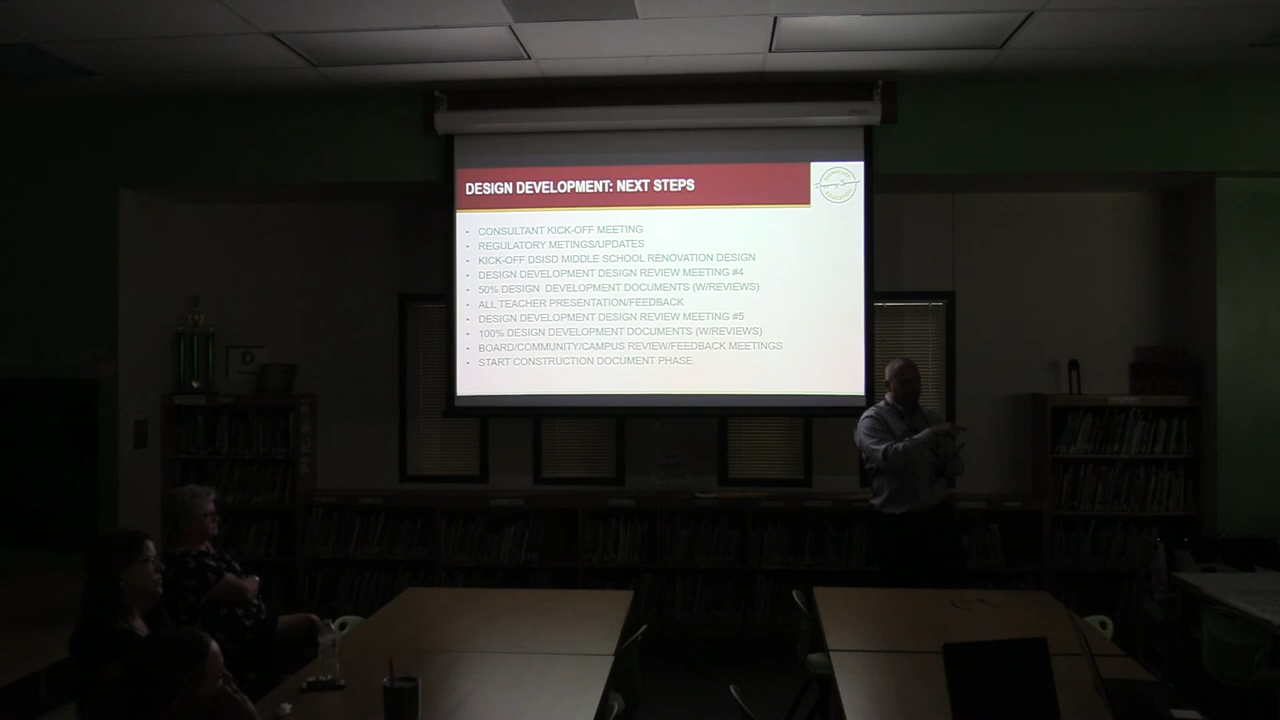 DESIGN DEVELOPMENT: NEXT STEPS
• CONSULTANT KICK-OFF MEETING
• REGULATORY METINGS/UPDATES
• KICK-OFF DSISD MIDDLE SCHOOL RENOVATION DESIGN
• DESIGN DEVELOPMENT DESIGN REVIEW MEETING #4
• 50% DESIGN DEVELOPMENT DOCUMENTS (W/REVIEWS)
• ALL TEACHER PRESENTATION/FEEDBACK
• DESIGN DEVELOPMENT DESIGN REVIEW MEETING #5
• 100% DESIGN DEVELOPMENT DOCUMENTS (W/REVIEWS)
• BOARD/COMMUNITY/CAMPUS REVIEW/FEEDBACK MEETINGS
• START CONSTRUCTION DOCUMENT PHASE
D